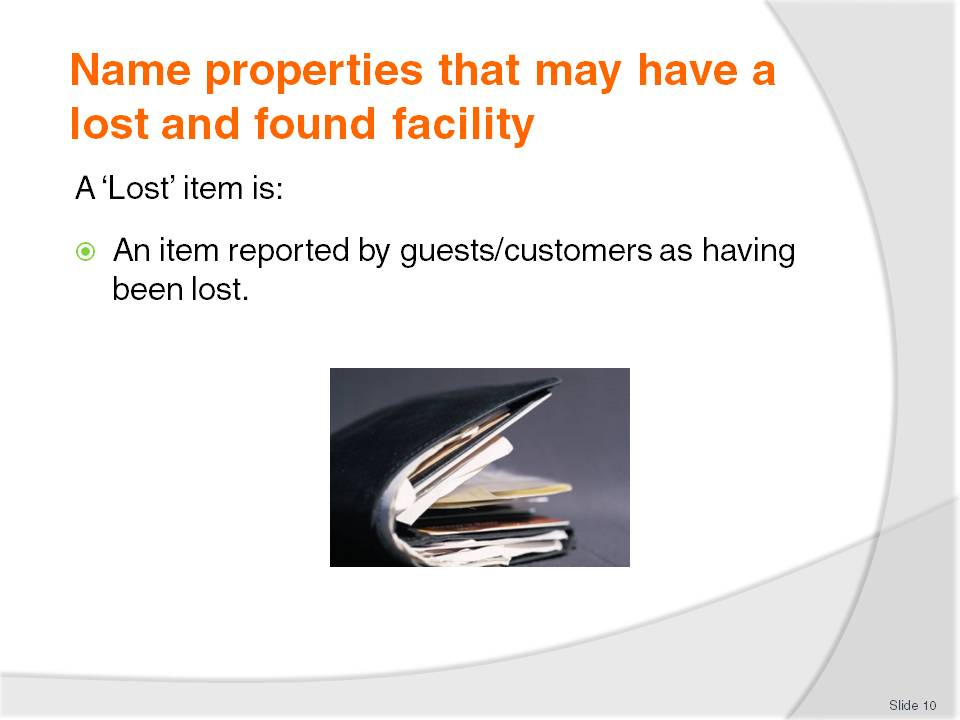 Name properties that may have a
lost and found facility
A ‘Lost’ item is:
An item reported by guests/customers as having
been lost.
Slide 10